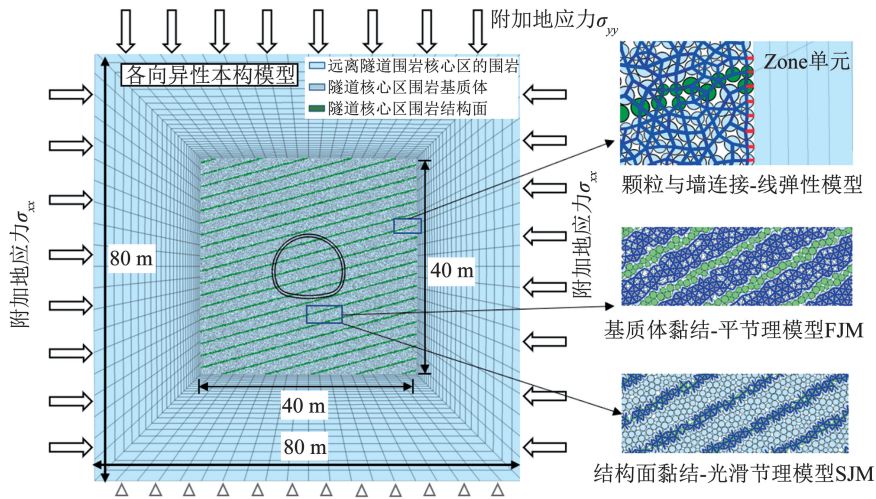 附加地应力σyy
各向异性本构模型
远离隧道围岩核心区的围岩
隧道核心区围岩基质体
隧道核心区围岩结构面
Zone单元
颗粒与墙连接-线弹性模型
附加地应力σxx
80 m
40 m
附加地应力σxx
基质体黏结-平节理模型FJM
40 m
80 m
结构面黏结-光滑节理模型SJM